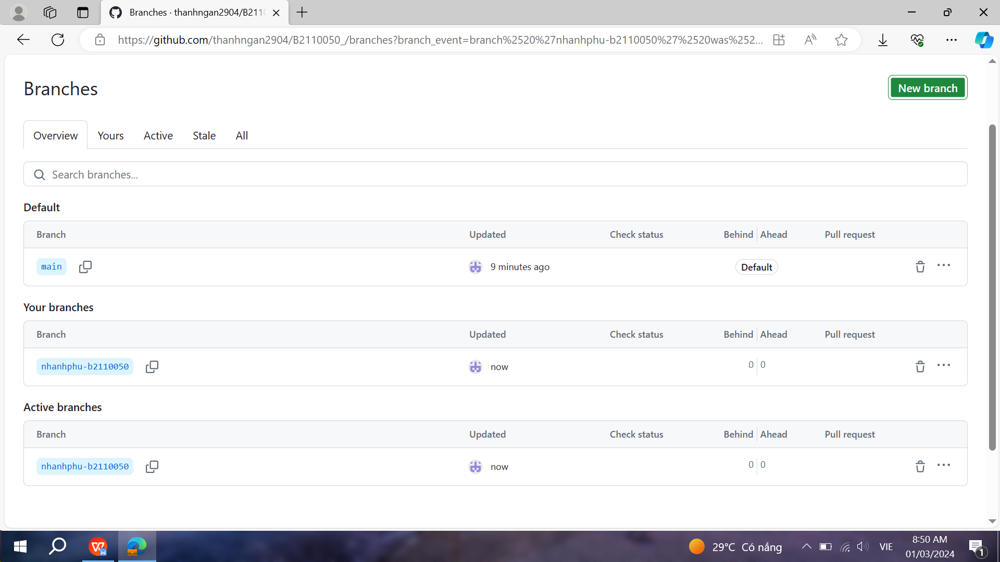 Branches · thanhngan2904/B2110
https://github.com/thanhngan2904/B2110050_/branches?branch_event=branch%2520%27nhanhphu-b2110050%27%2520was%252...
Branches
New branch
Overview Yours Active Stale All
Search branches...
Default
Branch Updated Check status Behind Ahead Pull request
main 9 minutes ago Default
Your branches
Branch Updated Check status Behind Ahead Pull request
nhanhphu-b2110050 now 0 0
Active branches
Branch Updated Check status Behind Ahead Pull request
nhanhphu-b2110050 now 0 0
29°C Có nắng VIE
8:50 AM
01/03/2024
1